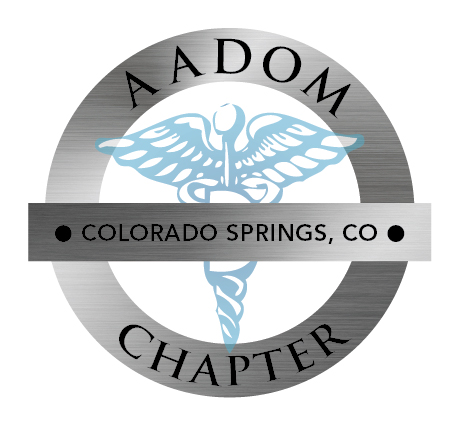 AADOM
• COLORADO SPRINGS, CO •
CHAPTER